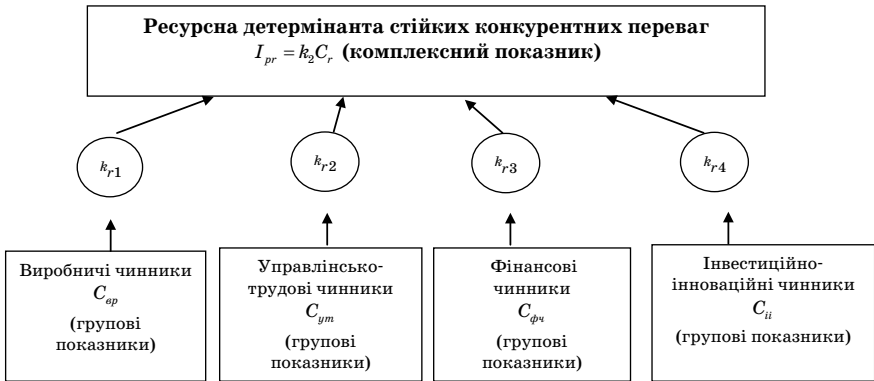 Ресурсна детермінанта стійких конкурентних переваг
I_pr = k₂C_r (комплексний показник)
k_r1
k_r2
k_r3
k_r4
Виробничі чинники
C_вр
(групові
показники)
Управлінсько-
трудові чинники
C_ут
(групові
показники)
Фінансові
чинники
C_фч
(групові
показники)
Інвестиційно-
інноваційні чинники
C_іі
(групові показники)